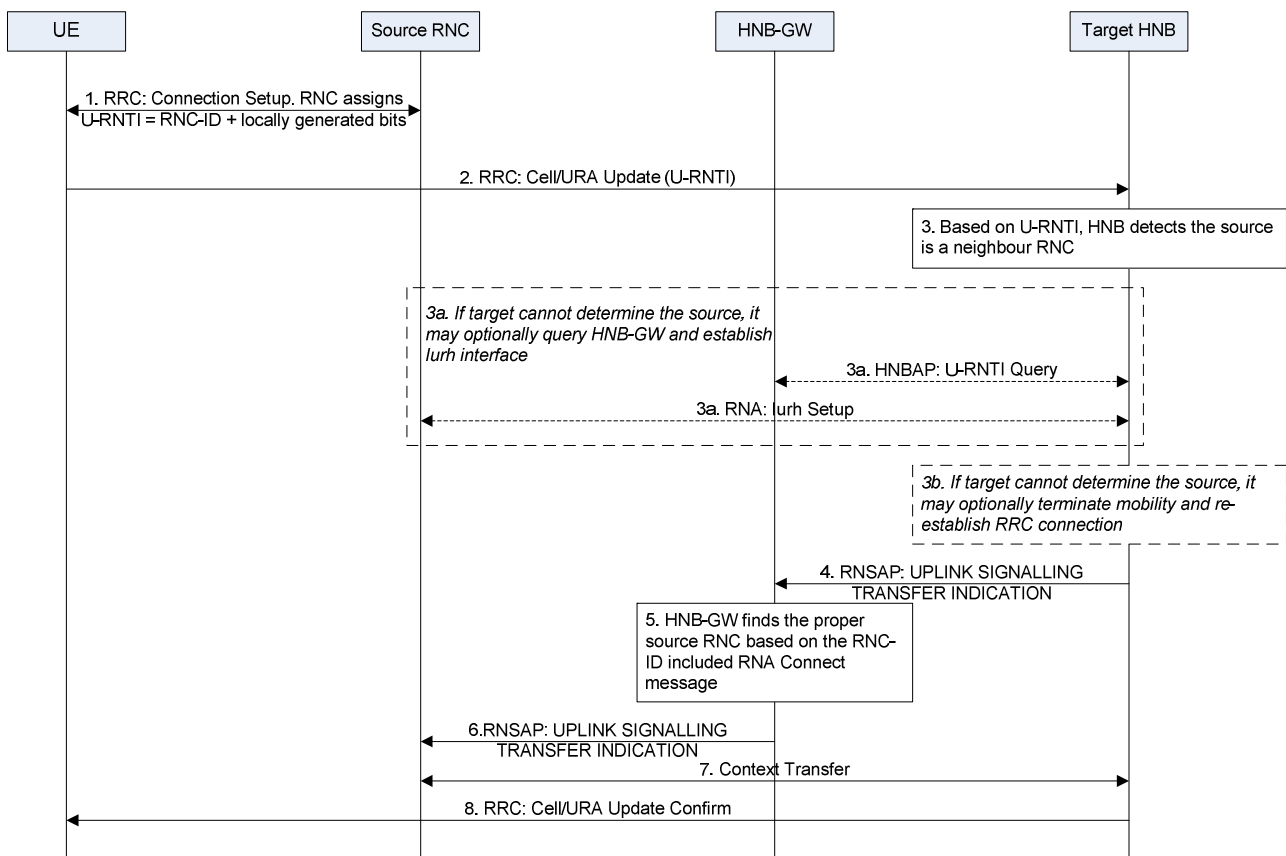 UE
Source RNC
HNB-GW
Target HNB
1. RRC: Connection Setup. RNC assigns
U-RNTI = RNC-ID + locally generated bits
2. RRC: Cell/URA Update (U-RNTI)
3. Based on U-RNTI, HNB detects the source
is a neighbour RNC
3a. If target cannot determine the source, it
may optionally query HNB-GW and establish
Iurh interface
3a. HNBAP: U-RNTI Query
3a. RNA: Iurh Setup
3b. If target cannot determine the source, it
may optionally terminate mobility and re-
establish RRC connection
4. RNSAP: UPLINK SIGNALLING
TRANSFER INDICATION
5. HNB-GW finds the proper
source RNC based on the RNC-
ID included RNA Connect
message
6.RNSAP: UPLINK SIGNALLING
TRANSFER INDICATION
7. Context Transfer
8. RRC: Cell/URA Update Confirm